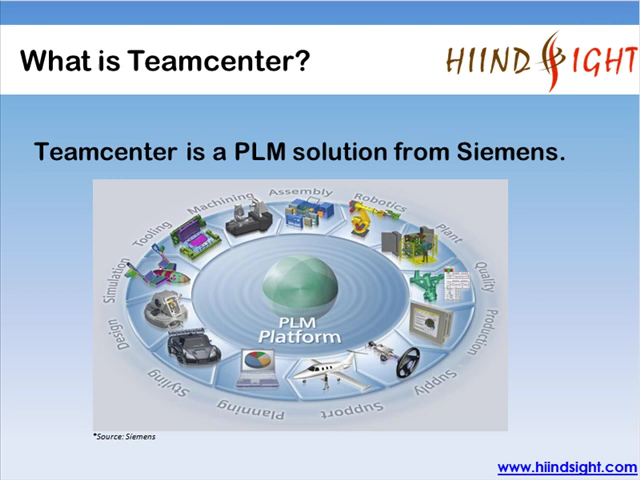 What is Teamcenter?
HIINDSIGHT
Teamcenter is a PLM solution from Siemens.
Assembly
Machining
Robotics
Tooling
Plant
Simulation
Quality
PLM
Platform
Design
Production
Styling
Supply
Planning
Support
*Source: Siemens
www.hiindsight.com